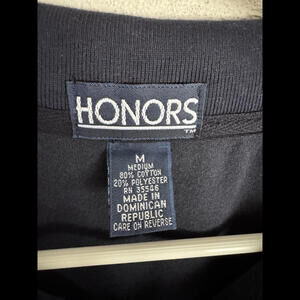 HONORS
TM
M
MEDIUM
80% COTTON
20% POLYESTER
RN 35546
MADE IN
DOMINICAN
REPUBLIC
CARE ON REVERSE